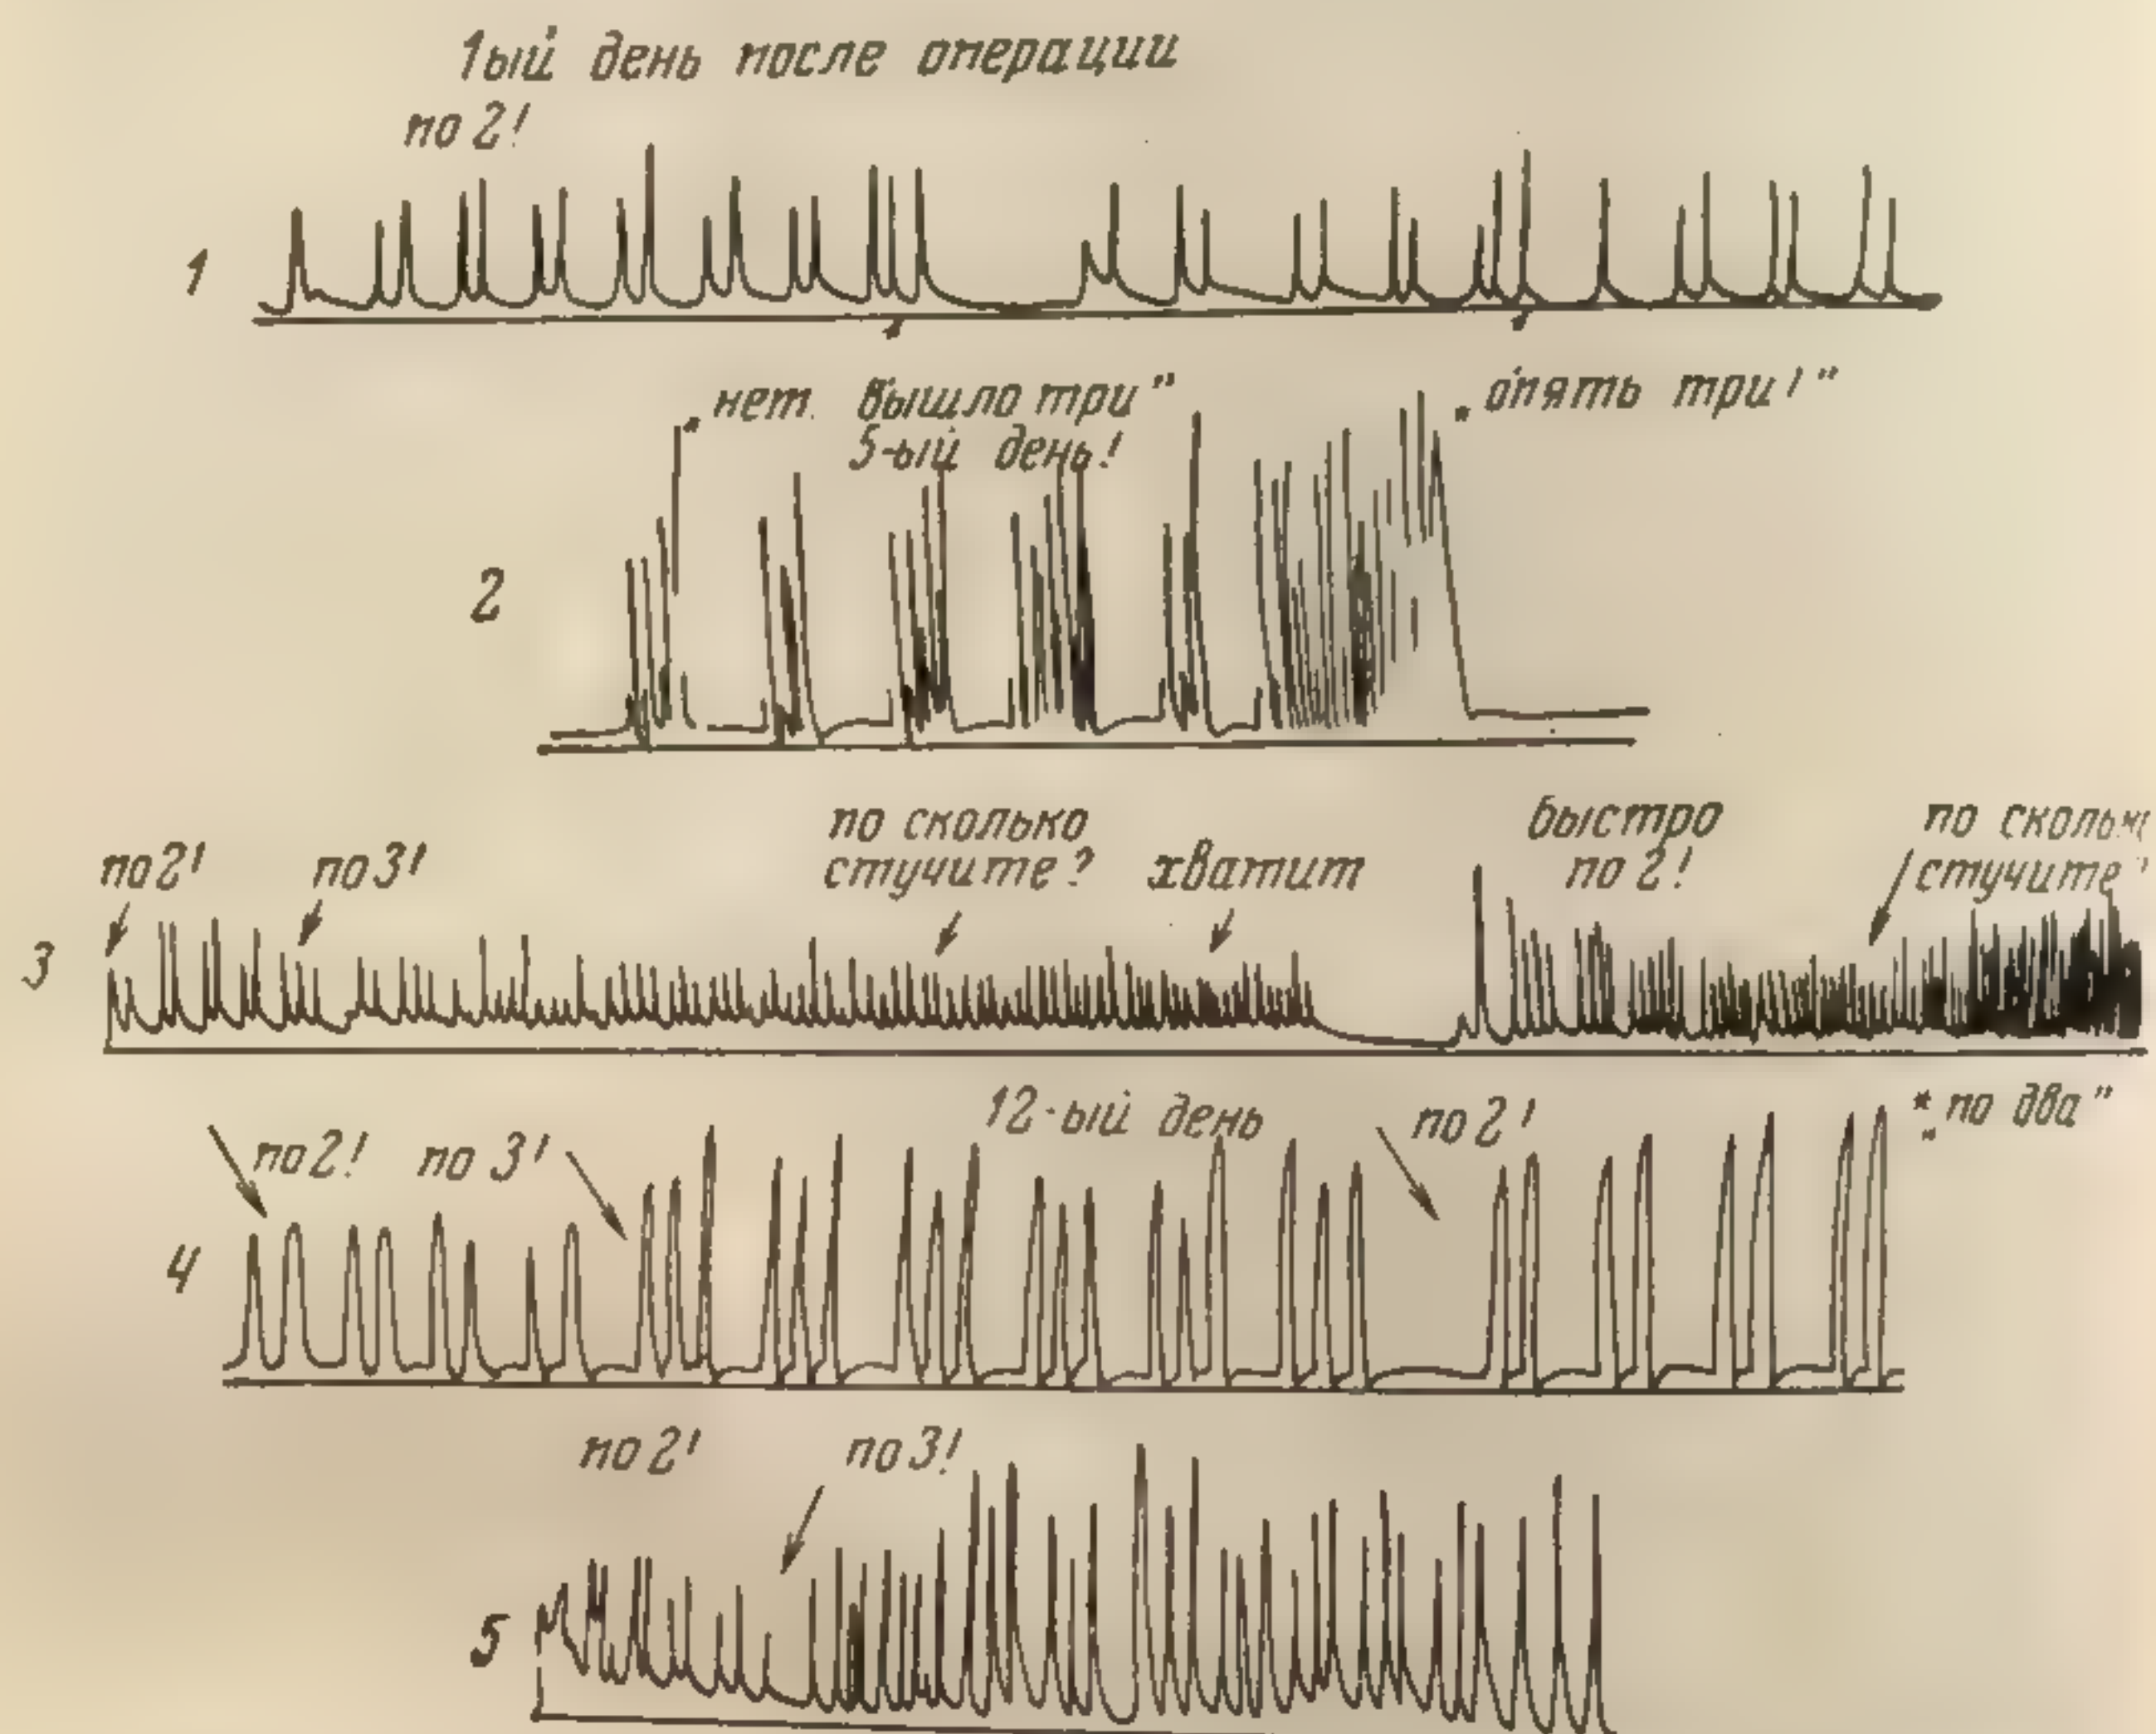 1ый день после операции
по 2!
1
„нет. вышло три”
5-ый день!
„опять три!”
2
по 2! по 3! по сколько стучите? хватит быстро по 2!
стучите
3
12-ый день
по 2! по 3! по 2! * „по два”
4
по 2! по 3!
5